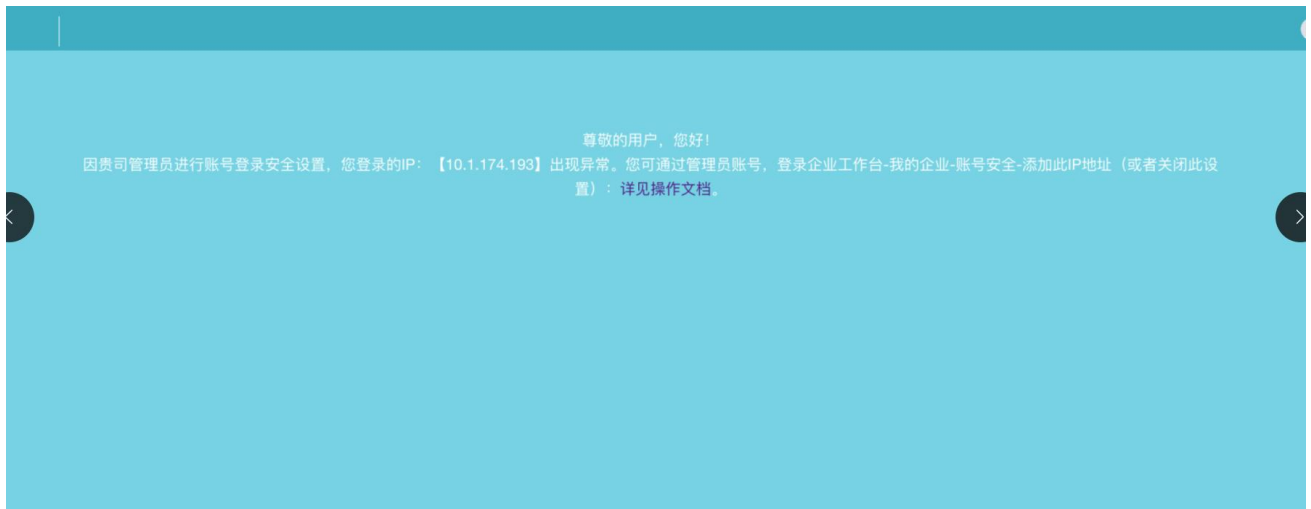 尊敬的用户，您好！
因贵司管理员进行账号登录安全设置，您登录的IP：【10.1.174.193】出现异常。您可通过管理员账号，登录企业工作台-我的企业-账号安全-添加此IP地址（或者关闭此设
置）：详见操作文档。